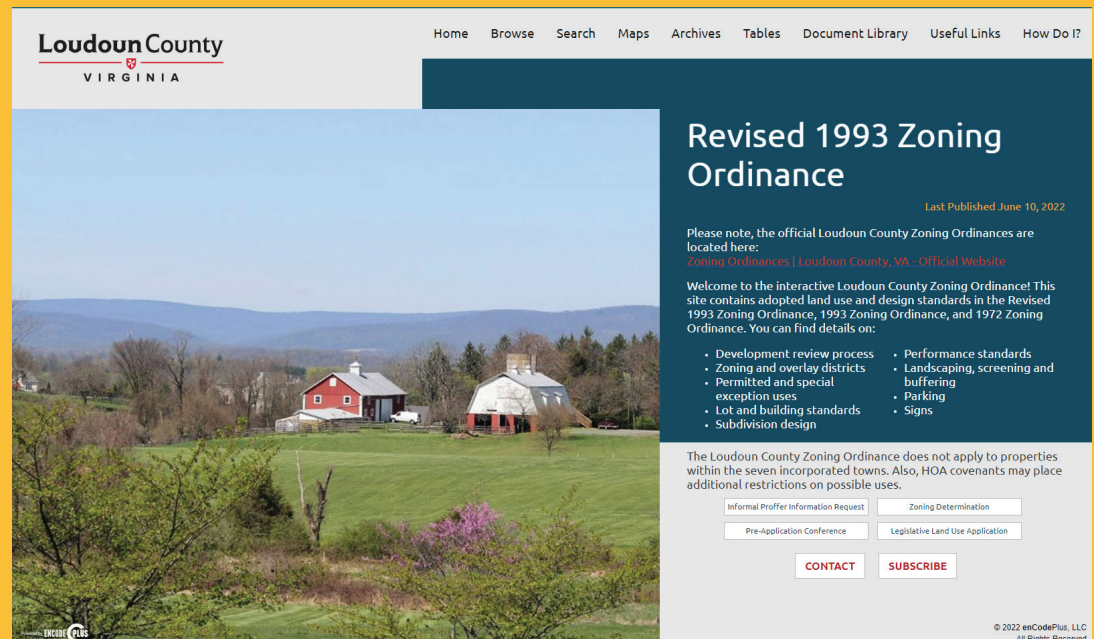 Loudoun County
VIRGINIA
Home Browse Search Maps Archives Tables Document Library Useful Links How Do I?
Revised 1993 Zoning
Ordinance
Last Published June 10, 2022
Please note, the official Loudoun County Zoning Ordinances are
located here:
Zoning Ordinances | Loudoun County, VA - Official Website
Welcome to the interactive Loudoun County Zoning Ordinance! This
site contains adopted land use and design standards in the Revised
1993 Zoning Ordinance, 1993 Zoning Ordinance, and 1972 Zoning
Ordinance. You can find details on:
• Development review process
• Zoning and overlay districts
• Permitted and special
exception uses
• Lot and building standards
• Subdivision design
• Performance standards
• Landscaping, screening and
buffering
• Parking
• Signs
The Loudoun County Zoning Ordinance does not apply to properties
within the seven incorporated towns. Also, HOA covenants may place
additional restrictions on possible uses.
Informal Proffer Information Request
Zoning Determination
Pre-Application Conference
Legislative Land Use Application
CONTACT
SUBSCRIBE
ENCODE PLUS
© 2022 enCodePlus, LLC
All Rights Reserved